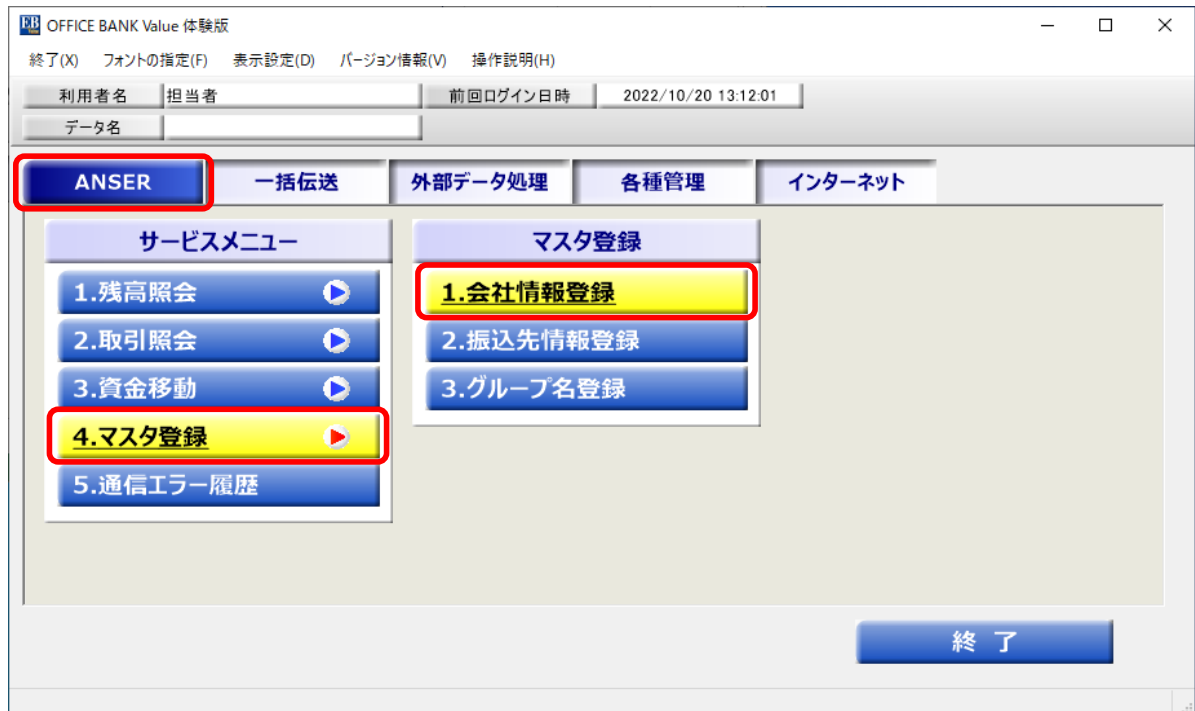 OFFICE BANK Value 体験版
終了(X) フォントの指定(F) 表示設定(D) バージョン情報(V) 操作説明(H)
利用者名 担当者 前回ログイン日時 2022/10/20 13:12:01
データ名
ANSER 一括伝送 外部データ処理 各種管理 インターネット
サービスメニュー
1.残高照会
2.取引照会
3.資金移動
4.マスタ登録
5.通信エラー履歴
マスタ登録
1.会社情報登録
2.振込先情報登録
3.グループ名登録
終 了